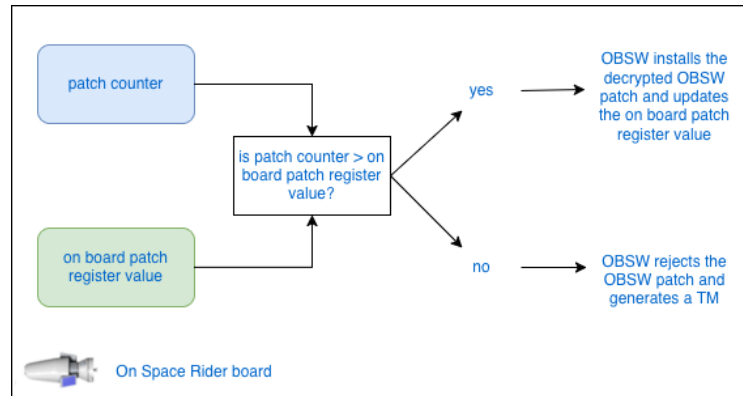 patch counter
is patch counter > on
board patch register
value?
on board patch
register value
yes
OBSW installs the
decrypted OBSW
patch and updates
the on board patch
register value
no
OBSW rejects the
OBSW patch and
generates a TM
On Space Rider board